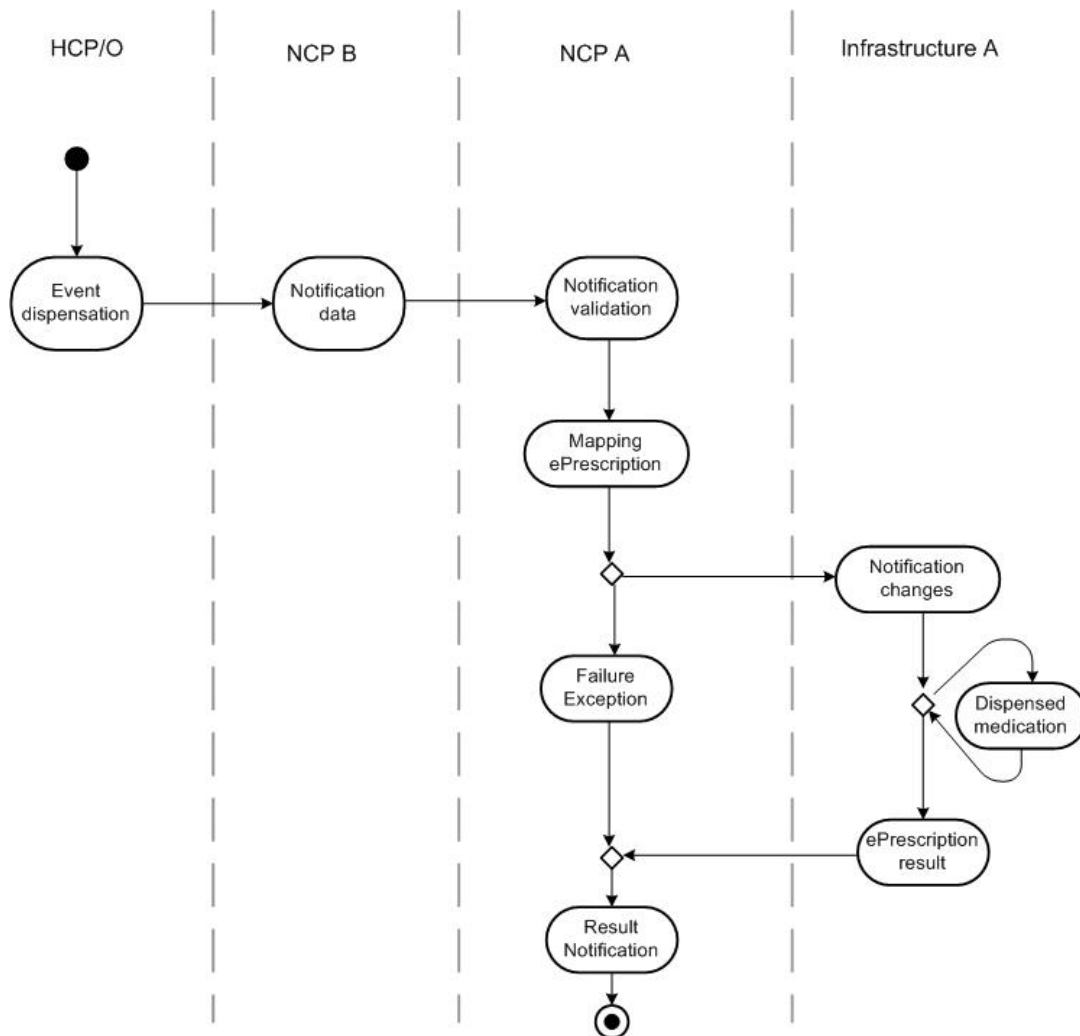 HCP/O
NCP B
NCP A
Infrastructure A
Event
dispensation
Notification
data
Notification
validation
Mapping
ePrescription
Notification
changes
Failure
Exception
Dispensed
medication
ePrescription
result
Result
Notification